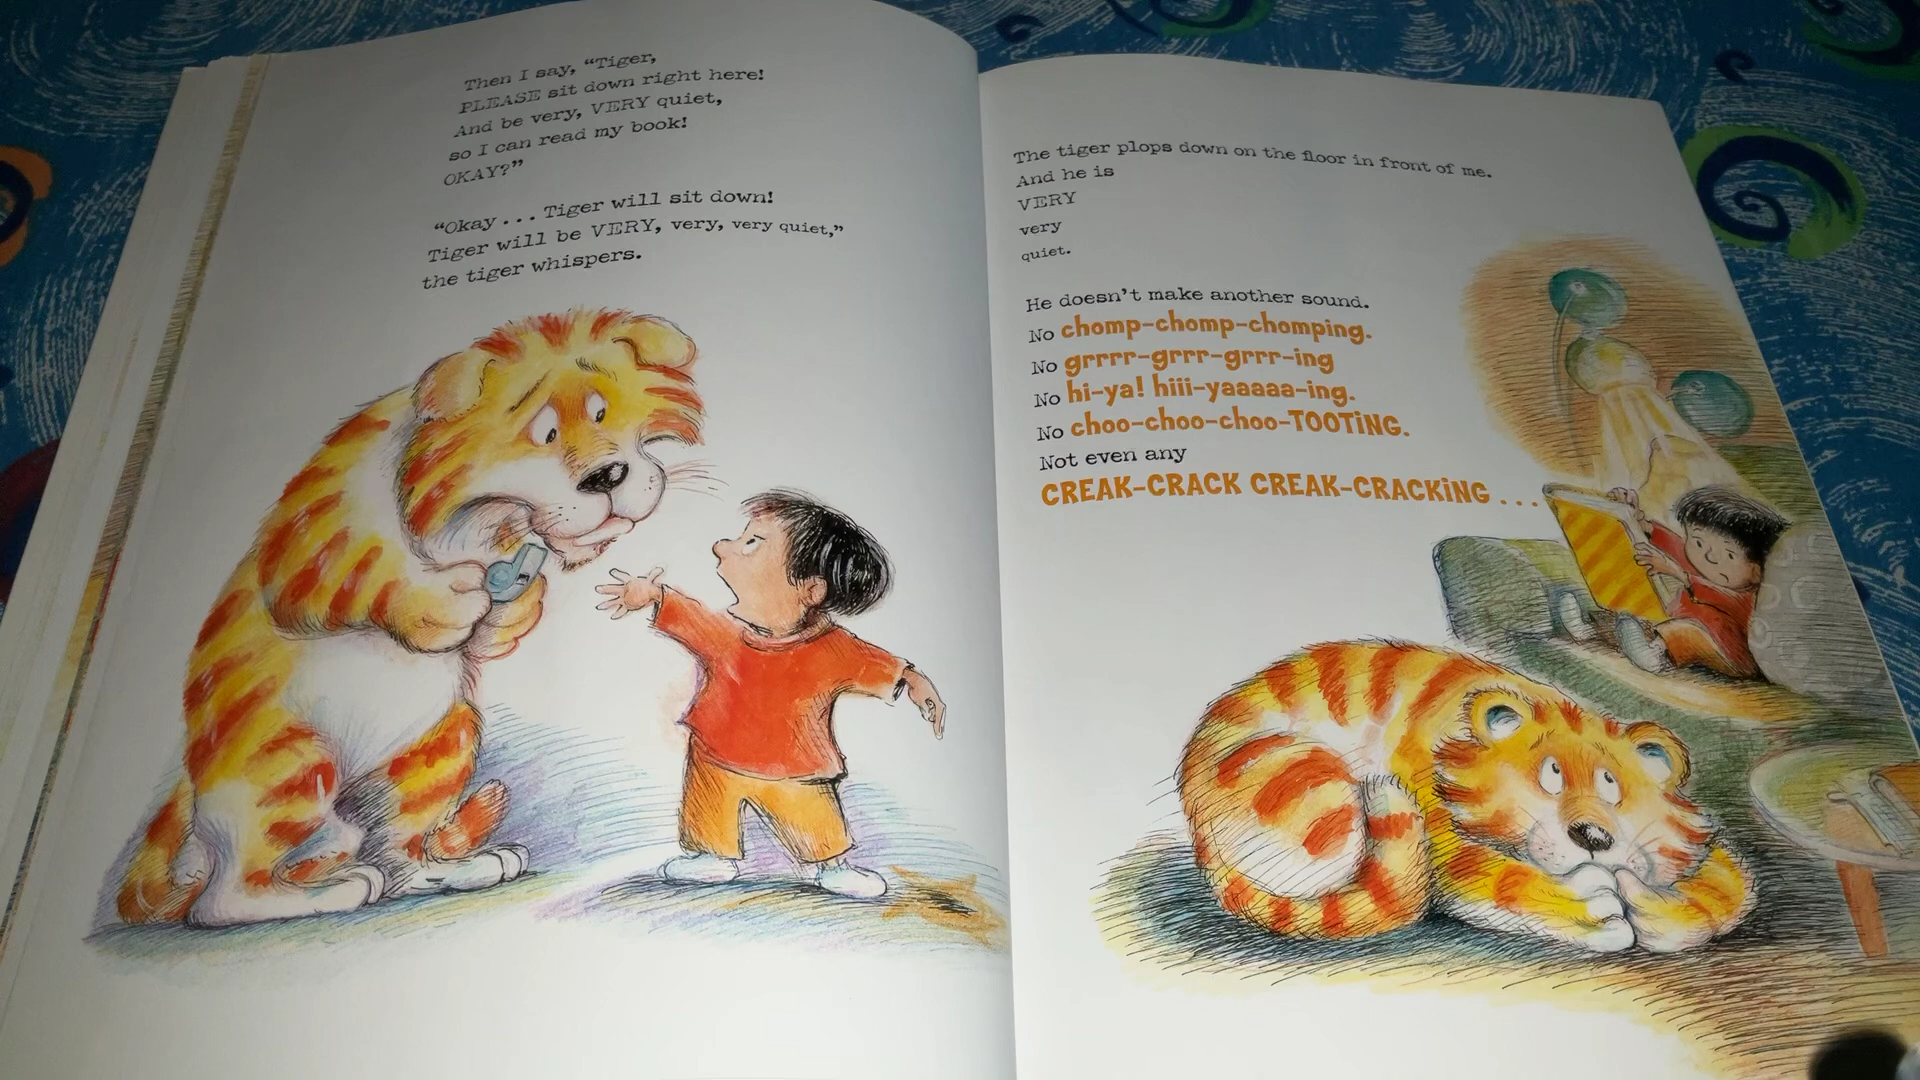 Then I say, “Tiger,
PLEASE sit down right here!
And be very, VERY quiet,
so I can read my book!
OKAY?”
“Okay . . . Tiger will sit down!
Tiger will be VERY, very, very quiet,”
the tiger whispers.
The tiger plops down on the floor in front of me.
And he is
VERY
very
quiet.
He doesn’t make another sound.
No chomp-chomp-chomping.
No grrrr-grrr-grrr-ing
No hi-ya! hiii-yaaaaa-ing.
No choo-choo-choo-TOOTiNG.
Not even any
CREAK-CRACK CREAK-CRACKiNG . . .